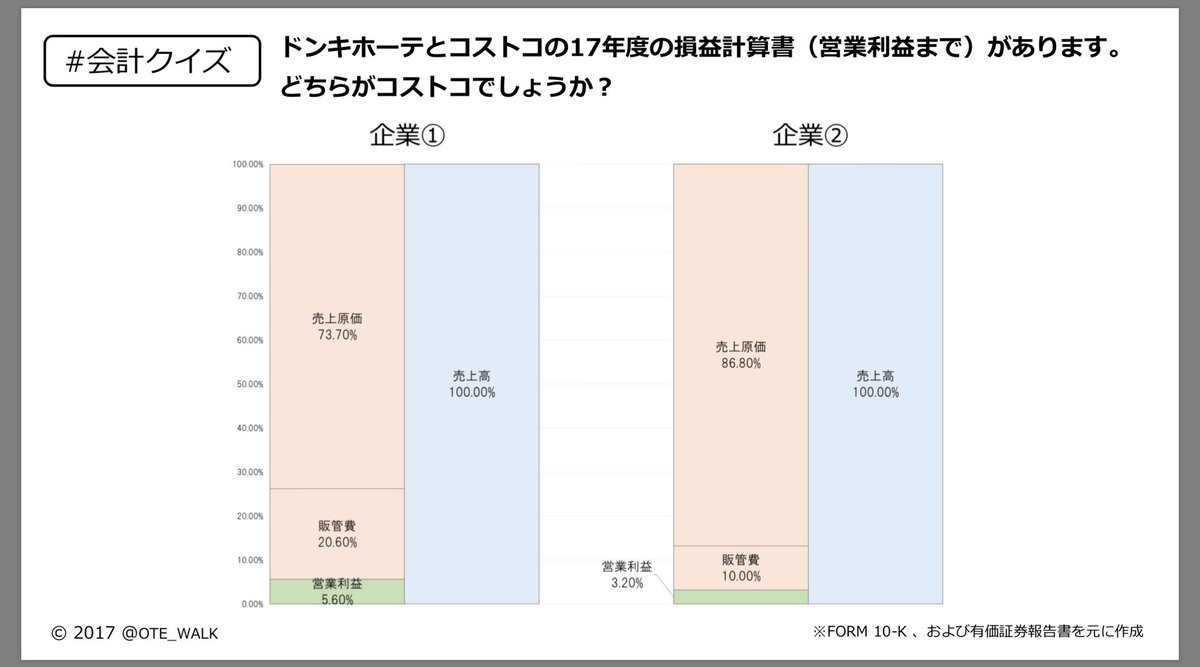 #会計クイズ
ドンキホーテとコストコの17年度の損益計算書（営業利益まで）があります。
どちらがコストコでしょうか？
企業①
企業②
100.00%
90.00%
80.00%
70.00%
60.00%
50.00%
40.00%
30.00%
20.00%
10.00%
0.00%
売上原価
73.70%
販管費
20.60%
営業利益
5.60%
売上高
100.00%
売上原価
86.80%
販管費
10.00%
営業利益
3.20%
売上高
100.00%
© 2017 @OTE_WALK
※FORM 10-K 、および有価証券報告書を元に作成